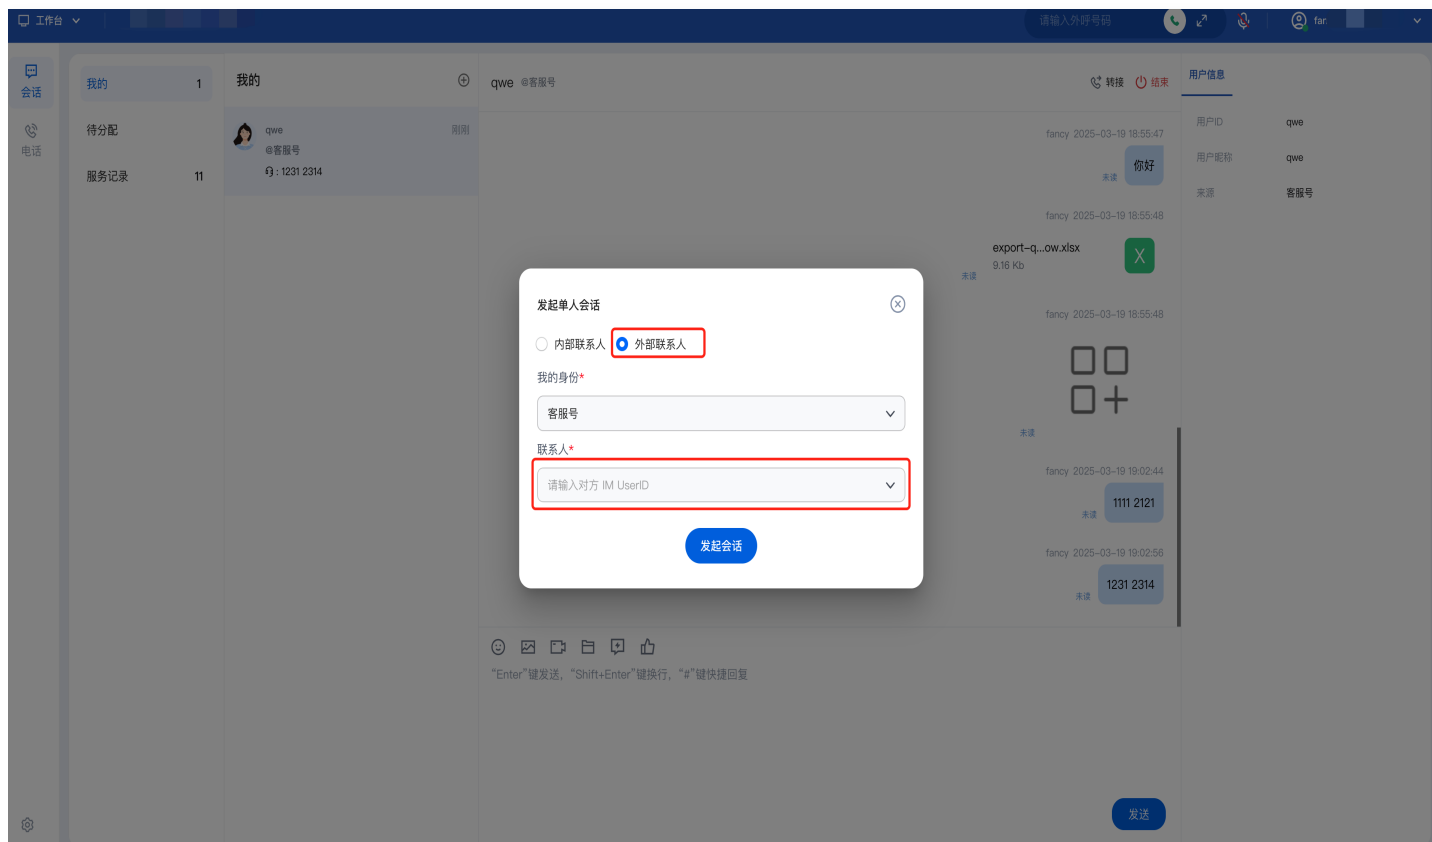 工作台
请输入外呼号码
far
会话
电话
我的 1
待分配
服务记录 11
我的
qwe 刚刚
@客服号
: 1231 2314
qwe @客服号
转接 结束
fancy 2025-03-19 18:55:47
你好
未读
fancy 2025-03-19 18:55:48
export-q...ow.xlsx
9.16 Kb
X
未读
fancy 2025-03-19 18:55:48
未读
fancy 2025-03-19 19:02:44
1111 2121
未读
fancy 2025-03-19 19:02:56
1231 2314
未读
“Enter”键发送，“Shift+Enter”键换行，“#”键快捷回复
发送
用户信息
用户ID qwe
用户昵称 qwe
来源 客服号
发起单人会话
内部联系人 外部联系人
我的身份*
客服号
联系人*
请输入对方 IM UserID
发起会话